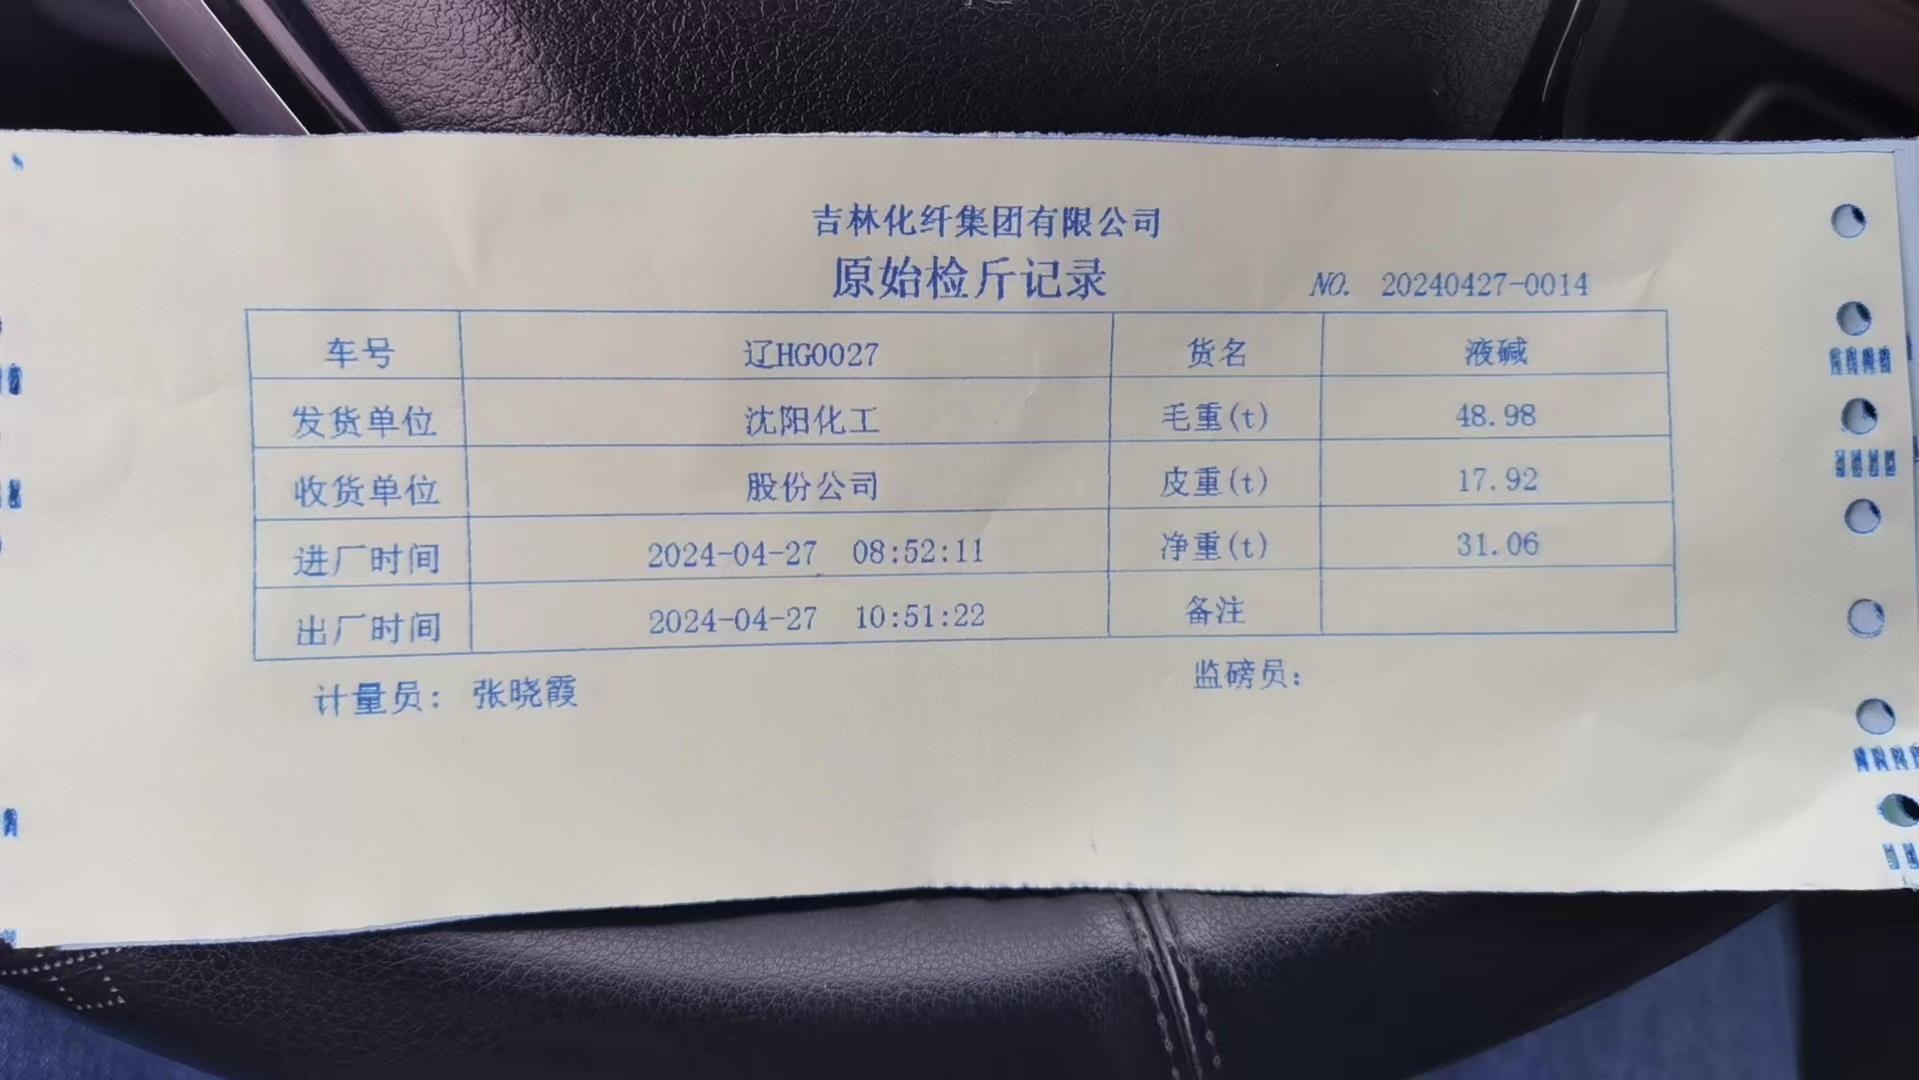 吉林化纤集团有限公司
原始检斤记录 NO. 20240427-0014
车号 辽HG0027 货名 液碱
发货单位 沈阳化工 毛重(t) 48.98
收货单位 股份公司 皮重(t) 17.92
进厂时间 2024-04-27 08:52:11 净重(t) 31.06
出厂时间 2024-04-27 10:51:22 备注
计量员: 张晓霞 监磅员: